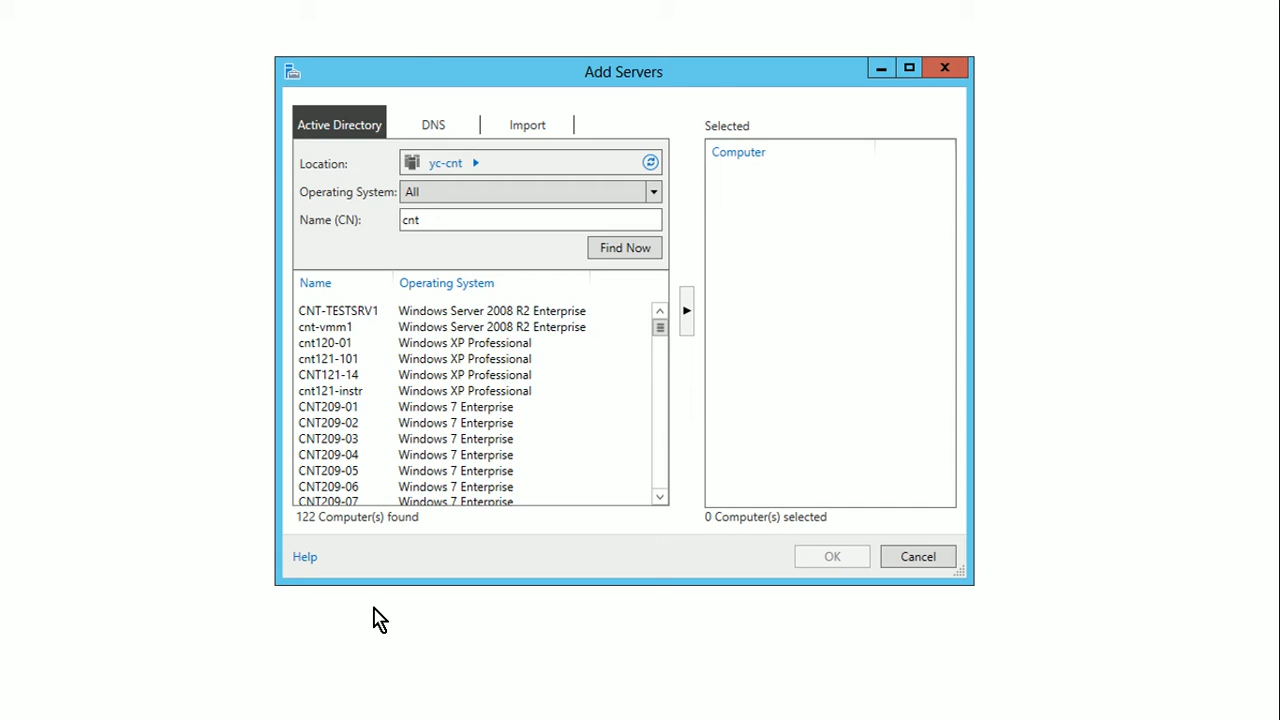 Add Servers
Active Directory DNS Import
Location: yc-cnt
Operating System: All
Name (CN): cnt
Find Now
Name Operating System
CNT-TESTSRV1 Windows Server 2008 R2 Enterprise
cnt-vmm1 Windows Server 2008 R2 Enterprise
cnt120-01 Windows XP Professional
cnt121-101 Windows XP Professional
CNT121-14 Windows XP Professional
cnt121-instr Windows XP Professional
CNT209-01 Windows 7 Enterprise
CNT209-02 Windows 7 Enterprise
CNT209-03 Windows 7 Enterprise
CNT209-04 Windows 7 Enterprise
CNT209-05 Windows 7 Enterprise
CNT209-06 Windows 7 Enterprise
CNT209-07 Windows 7 Enterprise
122 Computer(s) found
Selected
Computer
0 Computer(s) selected
Help OK Cancel